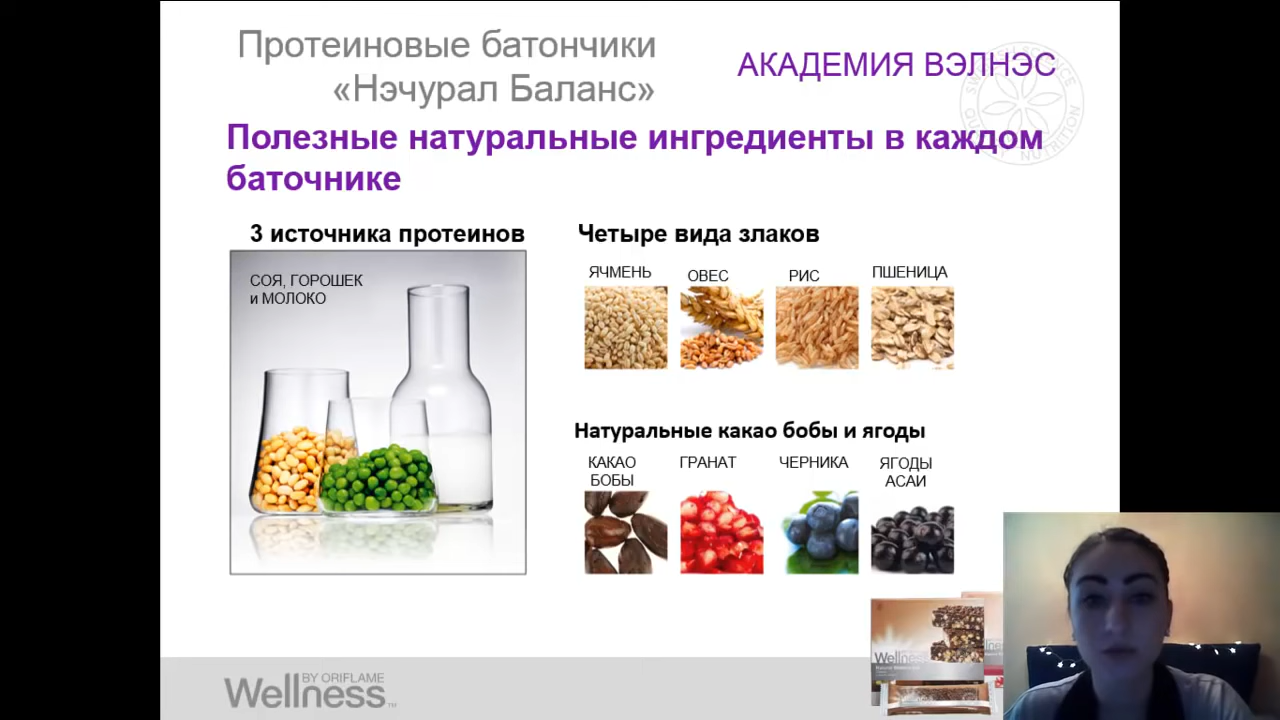 Протеиновые батончики
«Нэчурал Баланс»
АКАДЕМИЯ ВЭЛНЭС
Полезные натуральные ингредиенты в каждом
баточнике
3 источника протеинов
СОЯ, ГОРОШЕК
и МОЛОКО
Четыре вида злаков
ЯЧМЕНЬ
ОВЕС
РИС
ПШЕНИЦА
Натуральные какао бобы и ягоды
КАКАО
БОБЫ
ГРАНАТ
ЧЕРНИКА
ЯГОДЫ
АСАИ
BY ORIFLAME
Wellness
Wellness